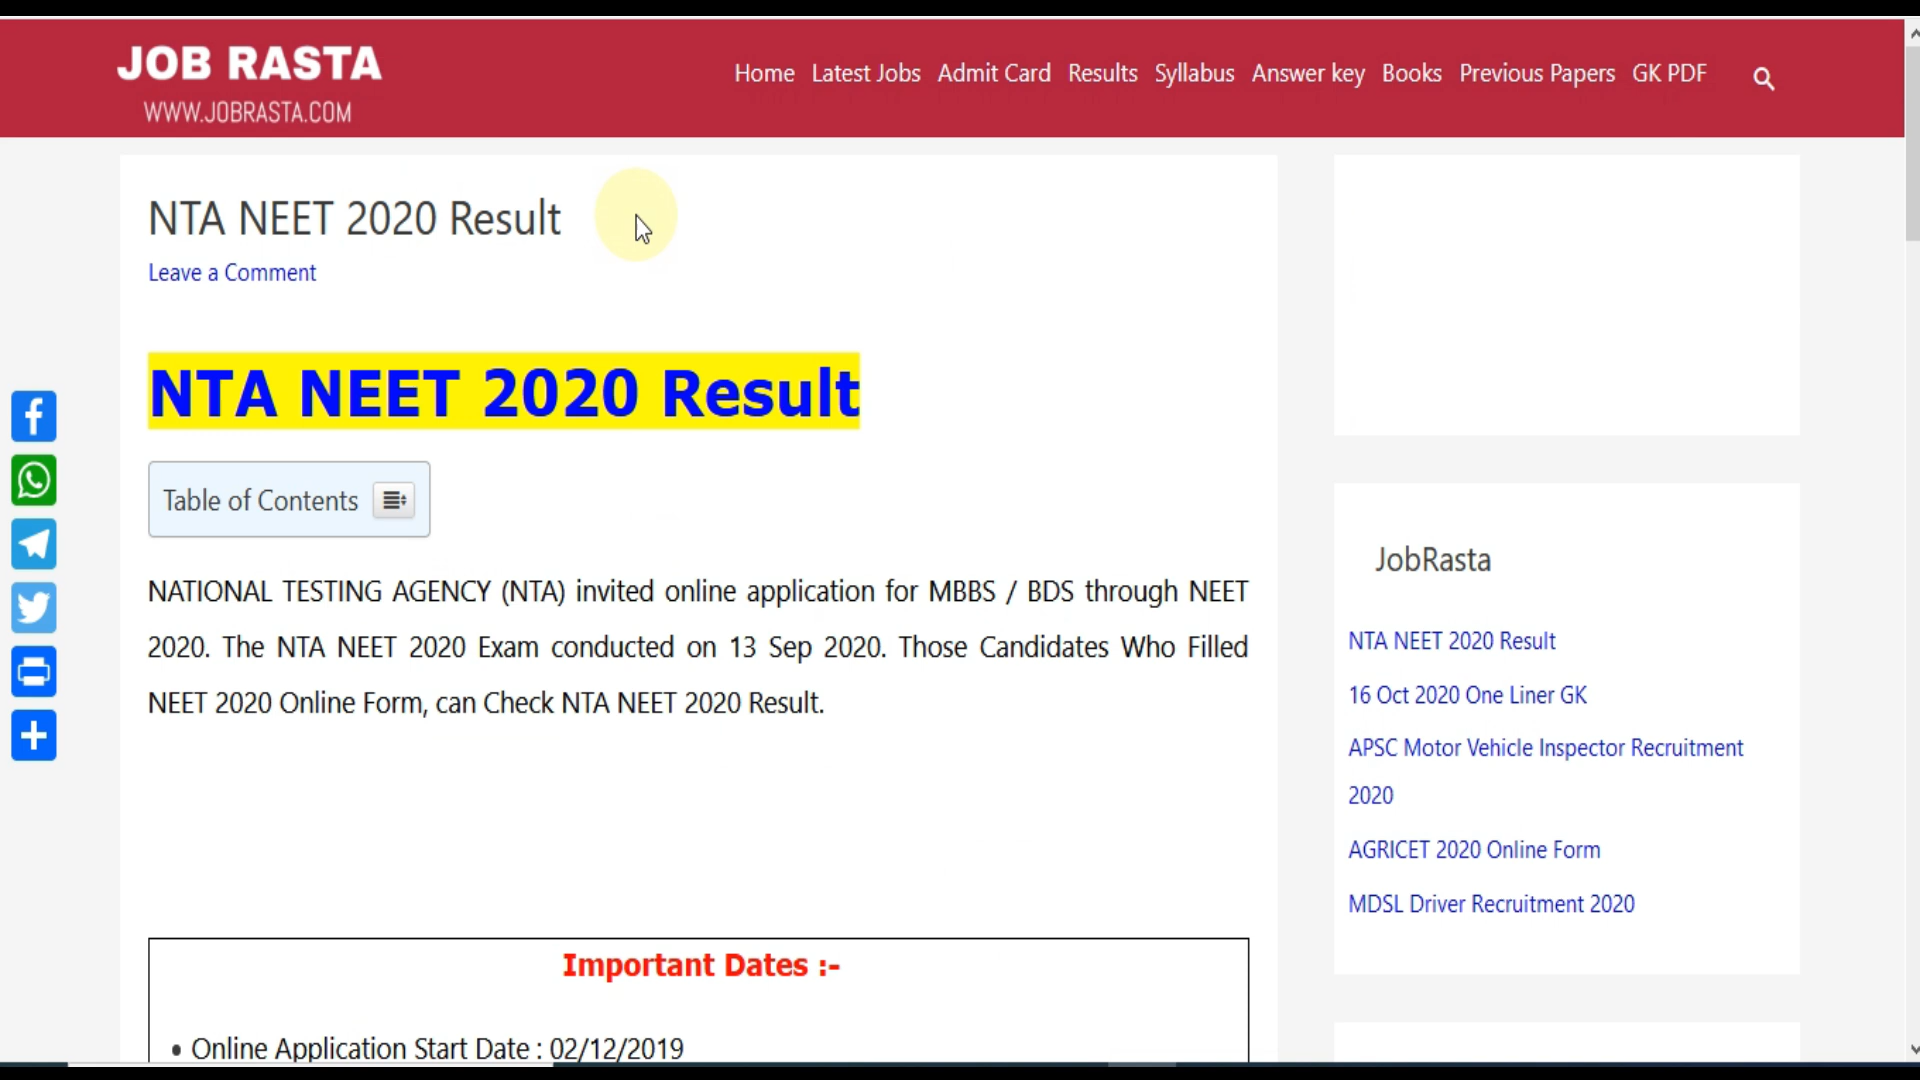 JOB RASTA
WWW.JOBRASTA.COM
Home Latest Jobs Admit Card Results Syllabus Answer key Books Previous Papers GK PDF
NTA NEET 2020 Result
Leave a Comment
NTA NEET 2020 Result
Table of Contents
NATIONAL TESTING AGENCY (NTA) invited online application for MBBS / BDS through NEET
2020. The NTA NEET 2020 Exam conducted on 13 Sep 2020. Those Candidates Who Filled
NEET 2020 Online Form, can Check NTA NEET 2020 Result.
Important Dates :-
• Online Application Start Date : 02/12/2019
JobRasta
NTA NEET 2020 Result
16 Oct 2020 One Liner GK
APSC Motor Vehicle Inspector Recruitment
2020
AGRICET 2020 Online Form
MDSL Driver Recruitment 2020